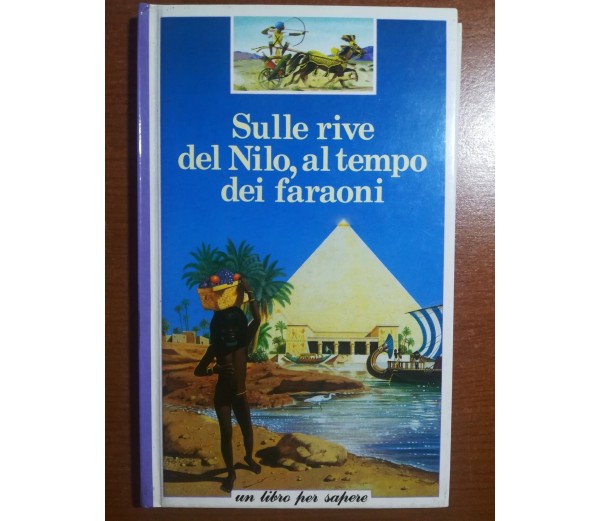 Sulle rive
del Nilo, al tempo
dei faraoni
un libro per sapere